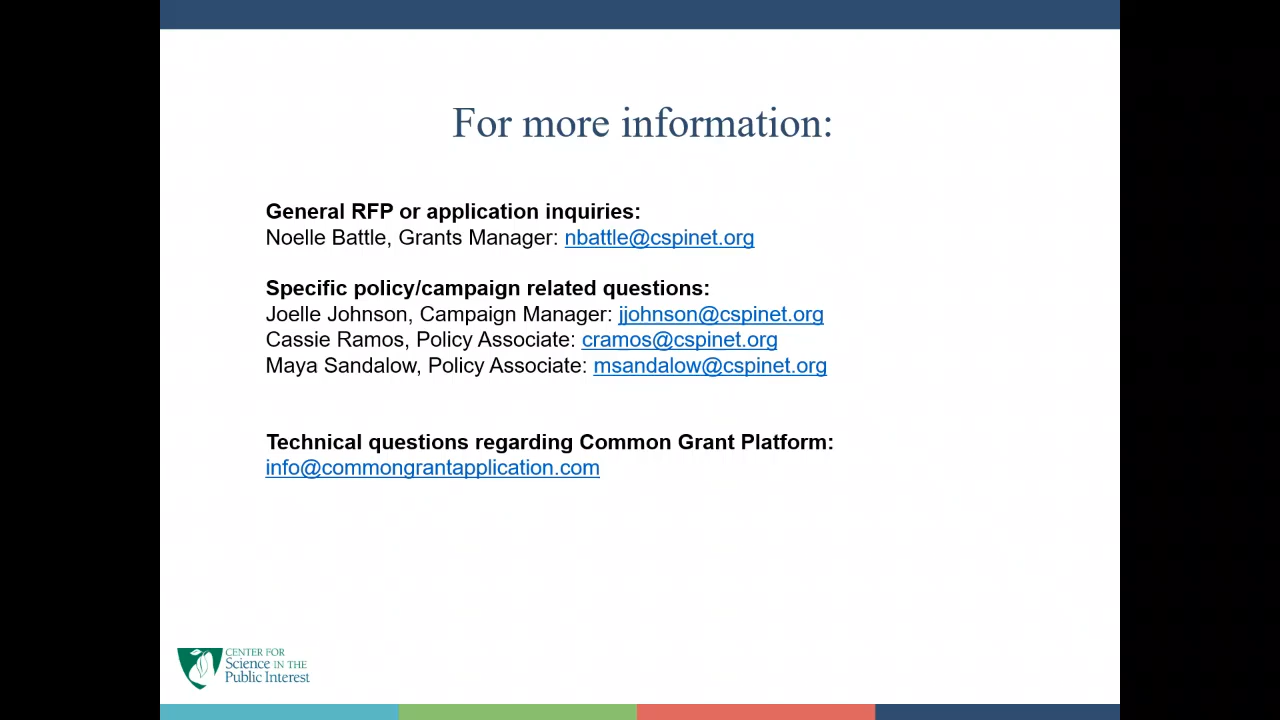 For more information:
General RFP or application inquiries:
Noelle Battle, Grants Manager: nbattle@cspinet.org
Specific policy/campaign related questions:
Joelle Johnson, Campaign Manager: jjohnson@cspinet.org
Cassie Ramos, Policy Associate: cramos@cspinet.org
Maya Sandalow, Policy Associate: msandalow@cspinet.org
Technical questions regarding Common Grant Platform:
info@commongrantapplication.com
CENTER FOR
Science IN THE
Public Interest